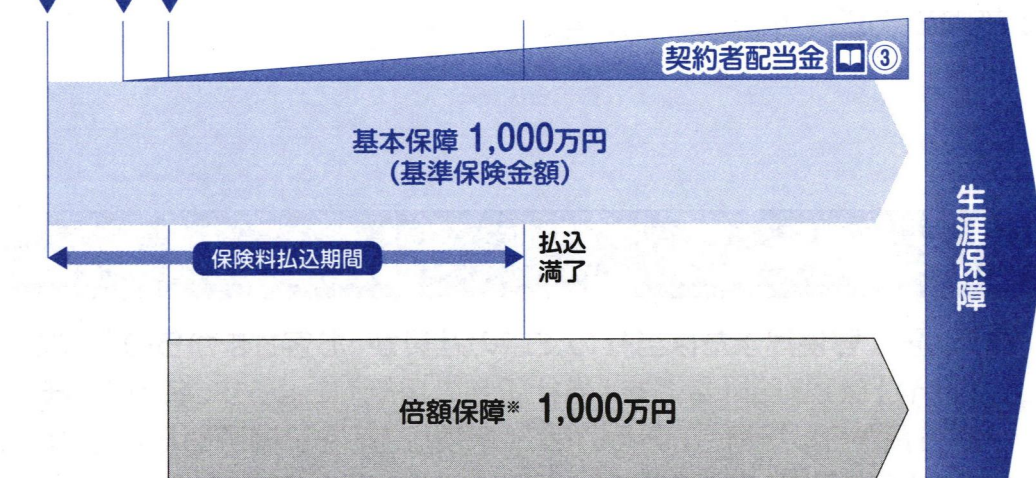 契約者配当金 ③
基本保障 1,000万円
(基準保険金額)
保険料払込期間
払込
満了
倍額保障※ 1,000万円
生涯保障